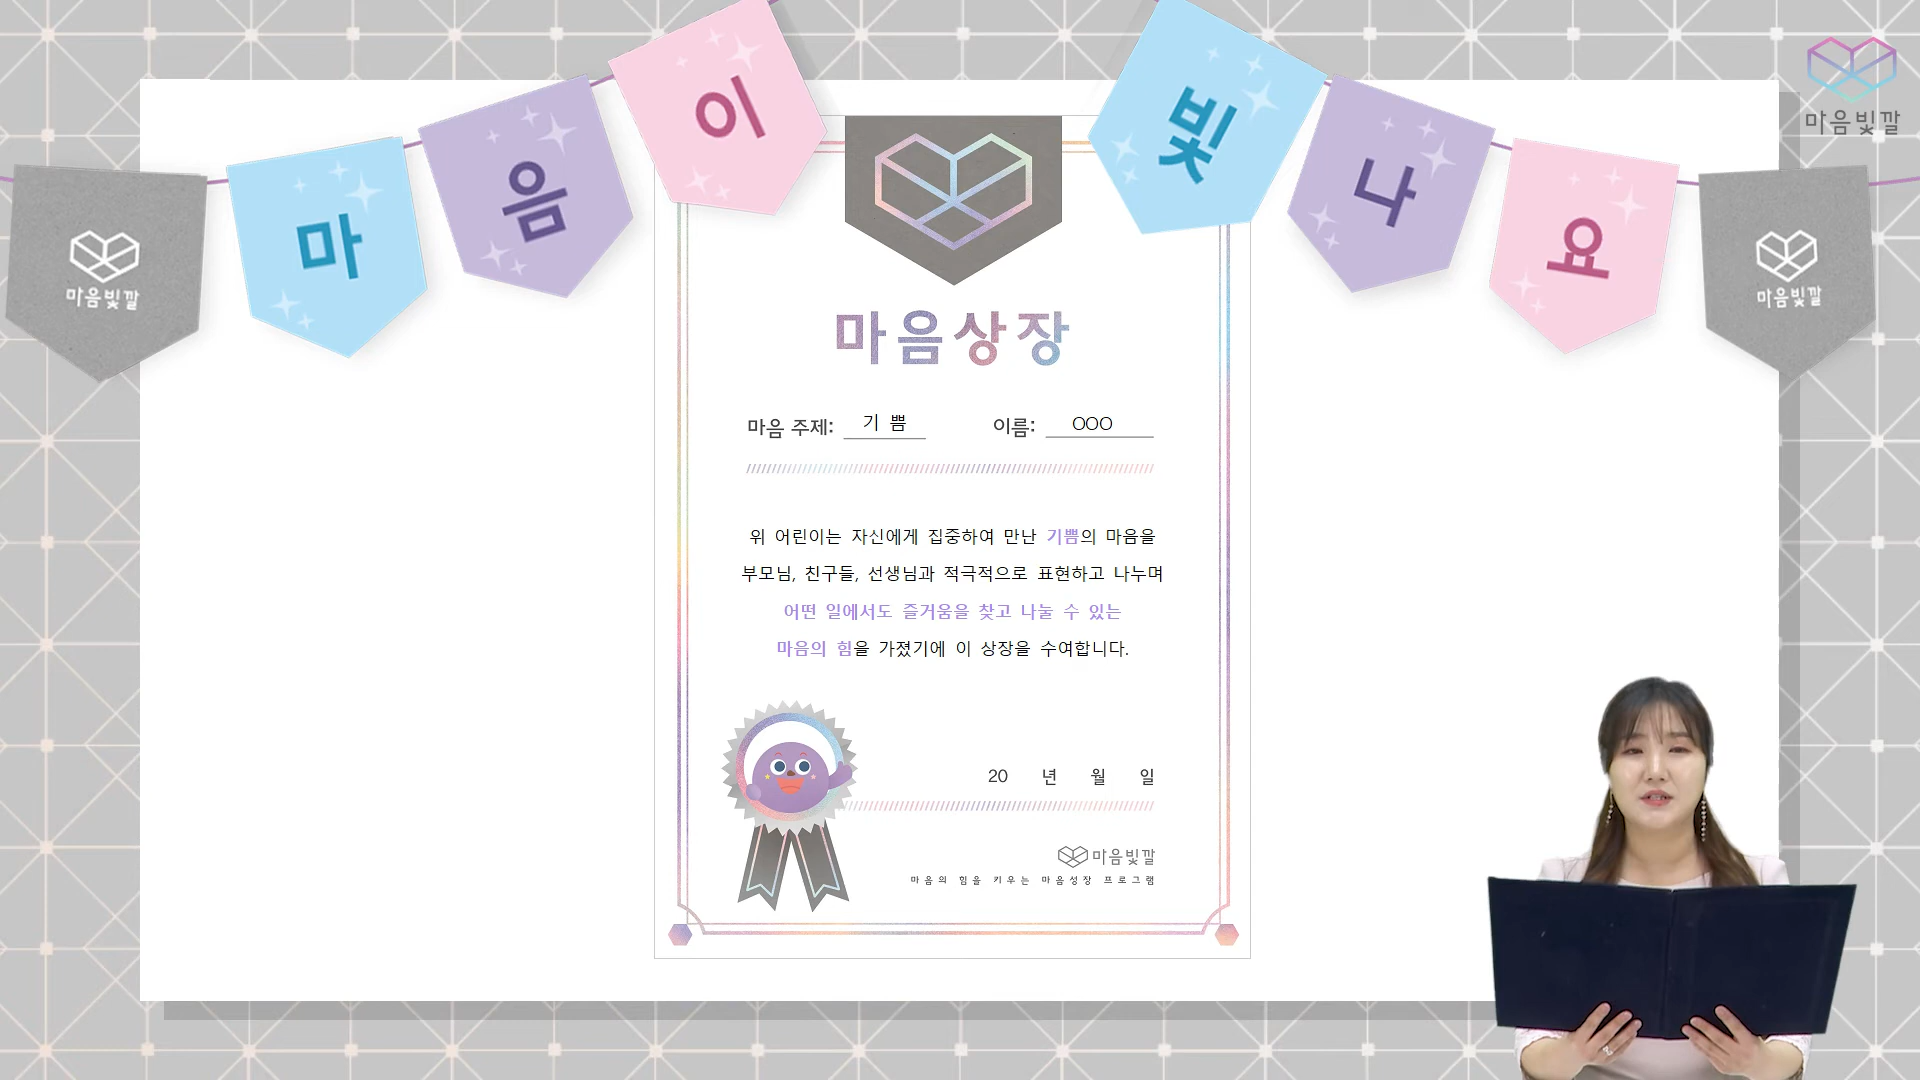 마음이 빛나요
마음빛깔
마음빛깔
마음빛깔
마음상장
마음 주제: 기 쁨 이름: OOO
위 어린이는 자신에게 집중하여 만난 기쁨의 마음을
부모님, 친구들, 선생님과 적극적으로 표현하고 나누며
어떤 일에서도 즐거움을 찾고 나눌 수 있는
마음의 힘을 가졌기에 이 상장을 수여합니다.
20 년 월 일
마음빛깔
마음의 힘을 키우는 마음성장 프로그램